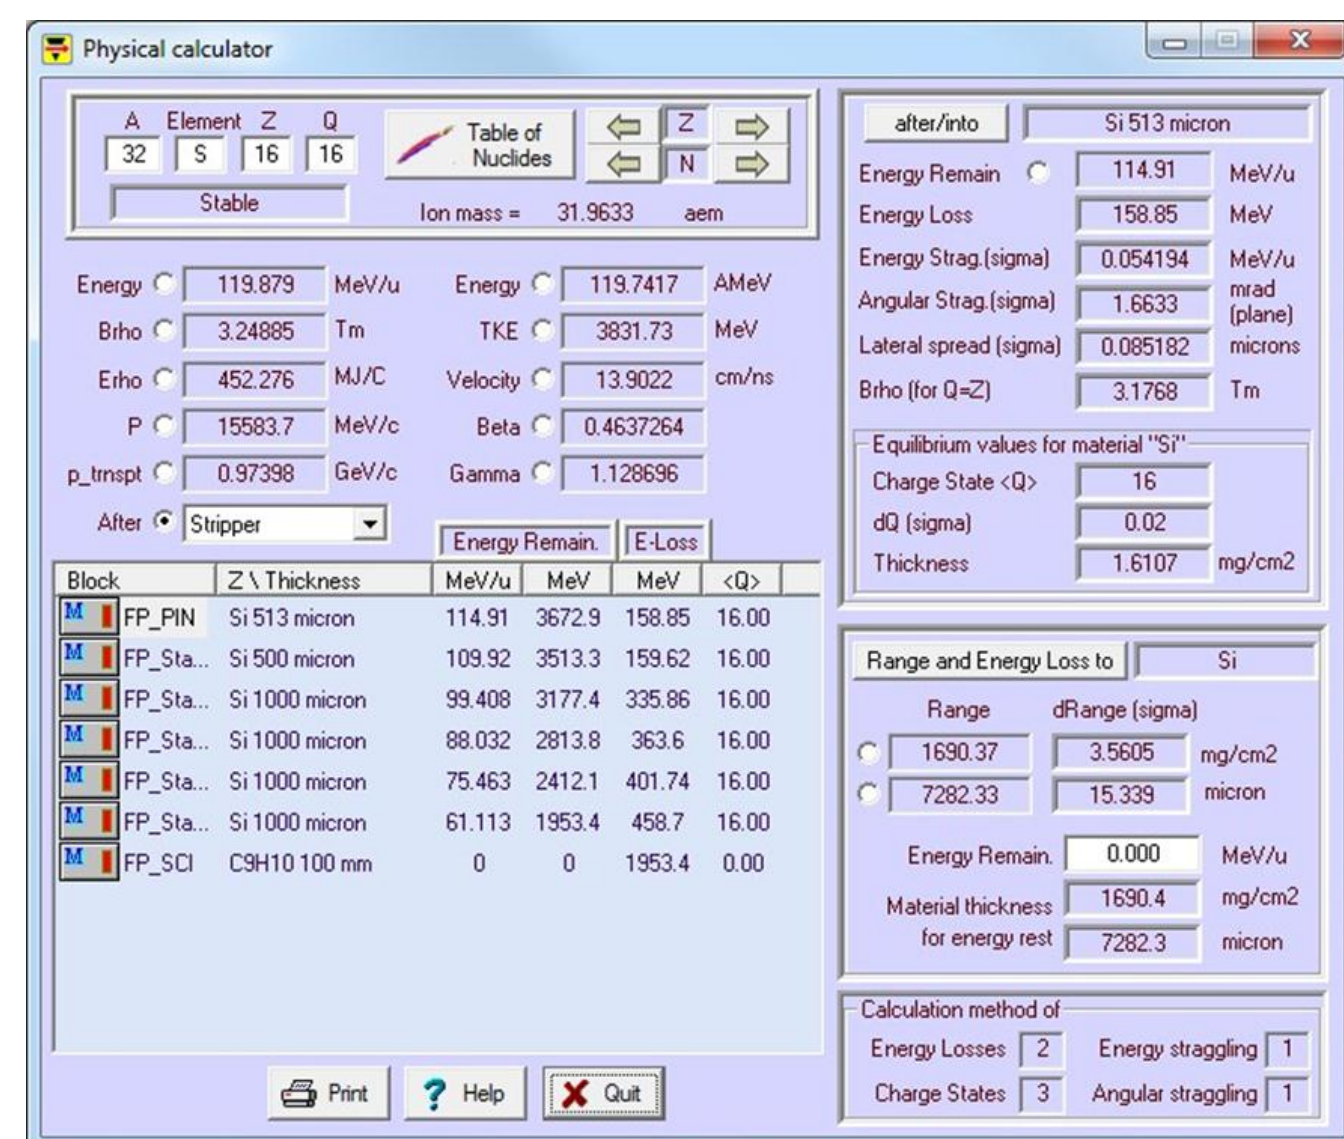 Physical calculator
A Element Z Q
32 S 16 16
Stable
Table of
Nuclides
Z
N
Ion mass = 31.9633 aem
Energy 119.879 MeV/u Energy 119.7417 AMeV
Brho 3.24885 Tm TKE 3831.73 MeV
Erho 452.276 MJ/C Velocity 13.9022 cm/ns
P 15583.7 MeV/c Beta 0.4637264
p_trnspt 0.97398 GeV/c Gamma 1.128696
After Stripper
Energy Remain. E-Loss
Block Z \ Thickness MeV/u MeV MeV <Q>
M FP_PIN Si 513 micron 114.91 3672.9 158.85 16.00
M FP_Sta... Si 500 micron 109.92 3513.3 159.62 16.00
M FP_Sta... Si 1000 micron 99.408 3177.4 335.86 16.00
M FP_Sta... Si 1000 micron 88.032 2813.8 363.6 16.00
M FP_Sta... Si 1000 micron 75.463 2412.1 401.74 16.00
M FP_Sta... Si 1000 micron 61.113 1953.4 458.7 16.00
M FP_SCI C9H10 100 mm 0 0 1953.4 0.00
Print Help Quit
after/into Si 513 micron
Energy Remain 114.91 MeV/u
Energy Loss 158.85 MeV
Energy Strag.(sigma) 0.054194 MeV/u
Angular Strag.(sigma) 1.6633 mrad
(plane)
Lateral spread (sigma) 0.085182 microns
Brho (for Q=Z) 3.1768 Tm
Equilibrium values for material "Si"
Charge State <Q> 16
dQ (sigma) 0.02
Thickness 1.6107 mg/cm2
Range and Energy Loss to Si
Range dRange (sigma)
1690.37 3.5605 mg/cm2
7282.33 15.339 micron
Energy Remain. 0.000 MeV/u
Material thickness 1690.4 mg/cm2
for energy rest 7282.3 micron
Calculation method of
Energy Losses 2 Energy straggling 1
Charge States 3 Angular straggling 1